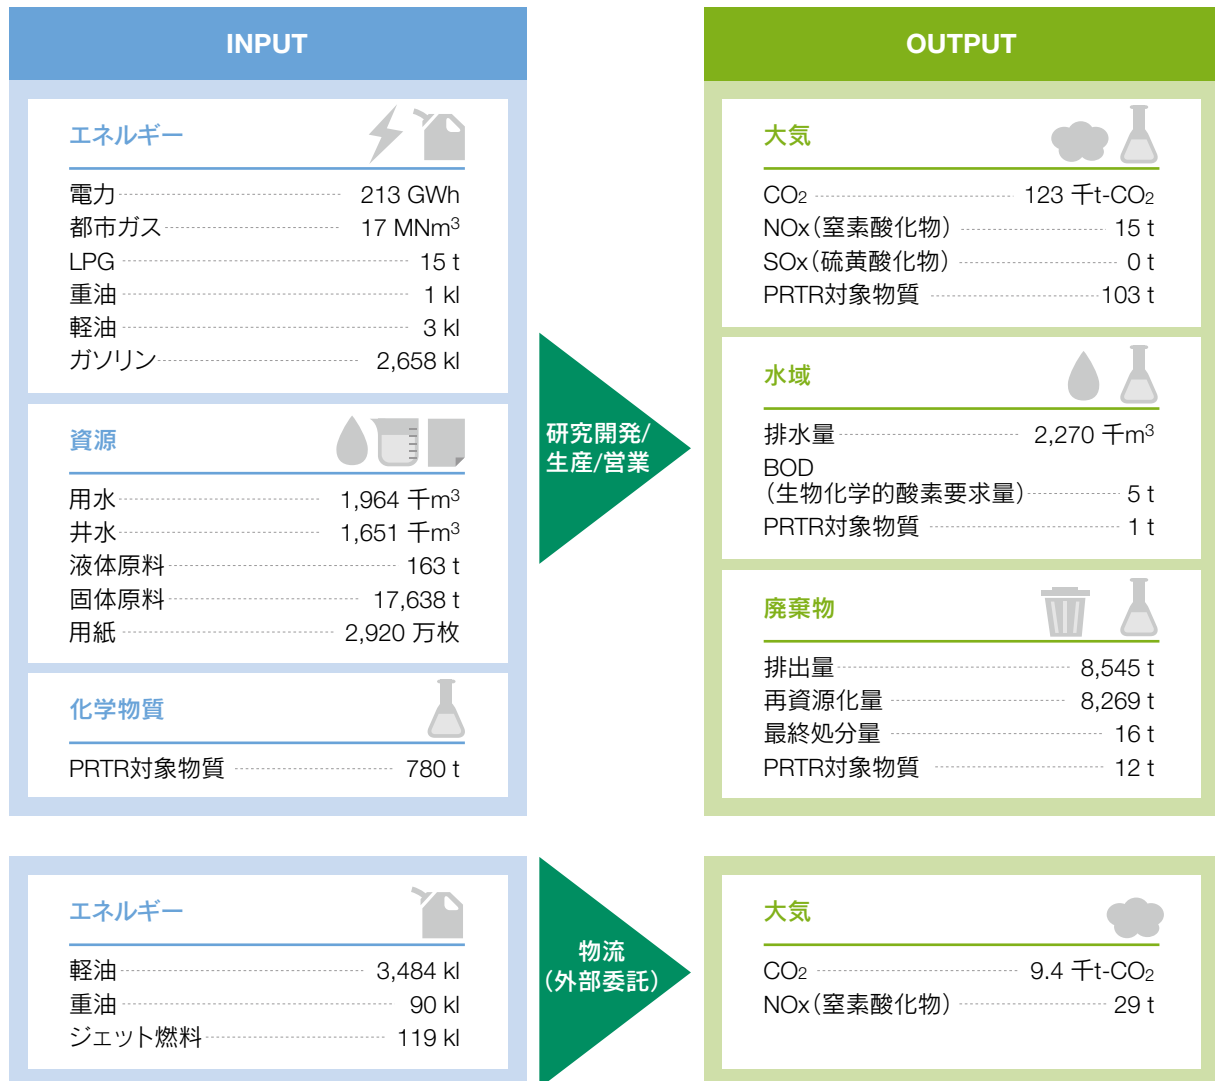 INPUT
エネルギー
電力 213 GWh
都市ガス 17 MNm³
LPG 15 t
重油 1 kl
軽油 3 kl
ガソリン 2,658 kl
資源
用水 1,964 千m³
井水 1,651 千m³
液体原料 163 t
固体原料 17,638 t
用紙 2,920 万枚
化学物質
PRTR対象物質 780 t
研究開発/
生産/営業
OUTPUT
大気
CO₂ 123 千t-CO₂
NOx（窒素酸化物） 15 t
SOx（硫黄酸化物） 0 t
PRTR対象物質 103 t
水域
排水量 2,270 千m³
BOD
（生物化学的酸素要求量） 5 t
PRTR対象物質 1 t
廃棄物
排出量 8,545 t
再資源化量 8,269 t
最終処分量 16 t
PRTR対象物質 12 t
エネルギー
軽油 3,484 kl
重油 90 kl
ジェット燃料 119 kl
物流
（外部委託）
大気
CO₂ 9.4 千t-CO₂
NOx（窒素酸化物） 29 t